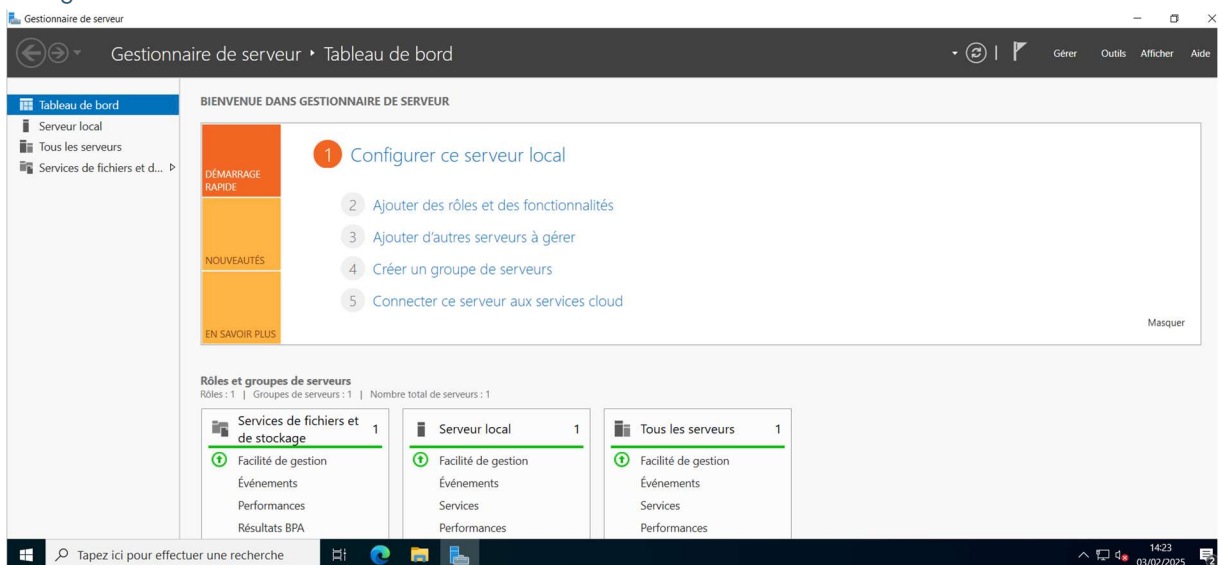 Gestionnaire de serveur
Gestionnaire de serveur ‣ Tableau de bord
Gérer Outils Afficher Aide
Tableau de bord
Serveur local
Tous les serveurs
Services de fichiers et d...
BIENVENUE DANS GESTIONNAIRE DE SERVEUR
DÉMARRAGE
RAPIDE
NOUVEAUTÉS
EN SAVOIR PLUS
1 Configurer ce serveur local
2 Ajouter des rôles et des fonctionnalités
3 Ajouter d'autres serveurs à gérer
4 Créer un groupe de serveurs
5 Connecter ce serveur aux services cloud
Masquer
Rôles et groupes de serveurs
Rôles : 1 | Groupes de serveurs : 1 | Nombre total de serveurs : 1
Services de fichiers et
de stockage 1
Facilité de gestion
Événements
Performances
Résultats BPA
Serveur local 1
Facilité de gestion
Événements
Services
Performances
Tous les serveurs 1
Facilité de gestion
Événements
Services
Performances
Tapez ici pour effectuer une recherche
14:23
03/02/2025
2